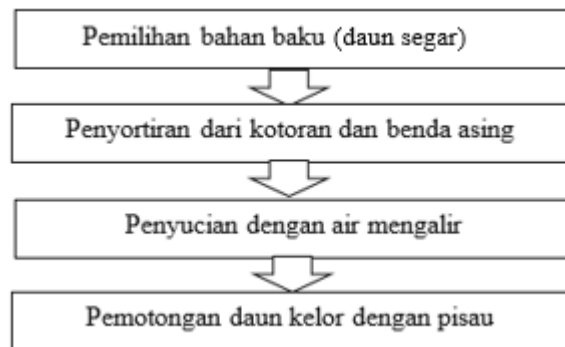 Pemilihan bahan baku (daun segar)
Penyortiran dari kotoran dan benda asing
Penyucian dengan air mengalir
Pemotongan daun kelor dengan pisau